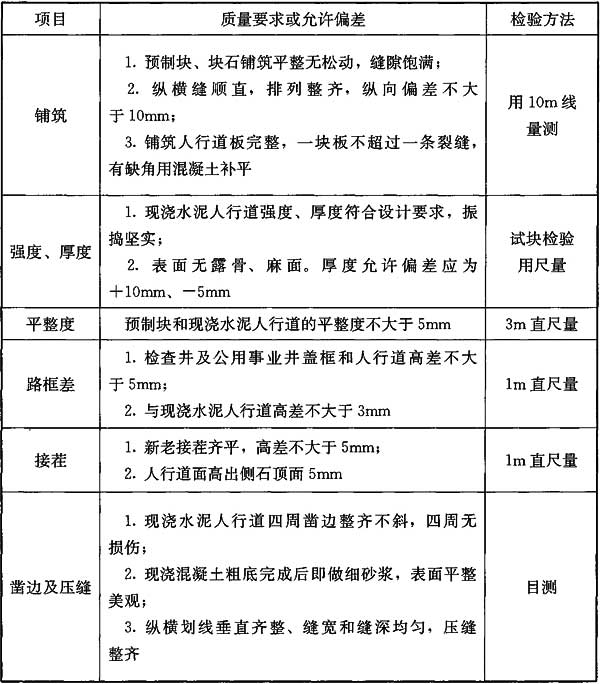 项目 质量要求或允许偏差 检验方法
铺筑
1. 预制块、块石铺筑平整无松动，缝隙饱满；
2. 纵横缝顺直，排列整齐，纵向偏差不大
于10mm；
3. 铺筑人行道板完整，一块板不超过一条裂缝，
有缺角用混凝土补平
用10m线
量测
强度、厚度
1. 现浇水泥人行道强度、厚度符合设计要求，振
捣坚实；
2. 表面无露骨、麻面。厚度允许偏差应为
+10mm、-5mm
试块检验
用尺量
平整度 预制块和现浇水泥人行道的平整度不大于5mm 3m直尺量
路框差
1. 检查井及公用事业井盖框和人行道高差不大
于5mm；
2. 与现浇水泥人行道高差不大于3mm
1m直尺量
接茬
1. 新老接茬齐平，高差不大于5mm；
2. 人行道面高出侧石顶面5mm
1m直尺量
凿边及压缝
1. 现浇水泥人行道四周凿边整齐不斜，四周无
损伤；
2. 现浇混凝土粗底完成后即做细砂浆，表面平整
美观；
3. 纵横划线垂直齐整、缝宽和缝深均匀，压缝
整齐
目测